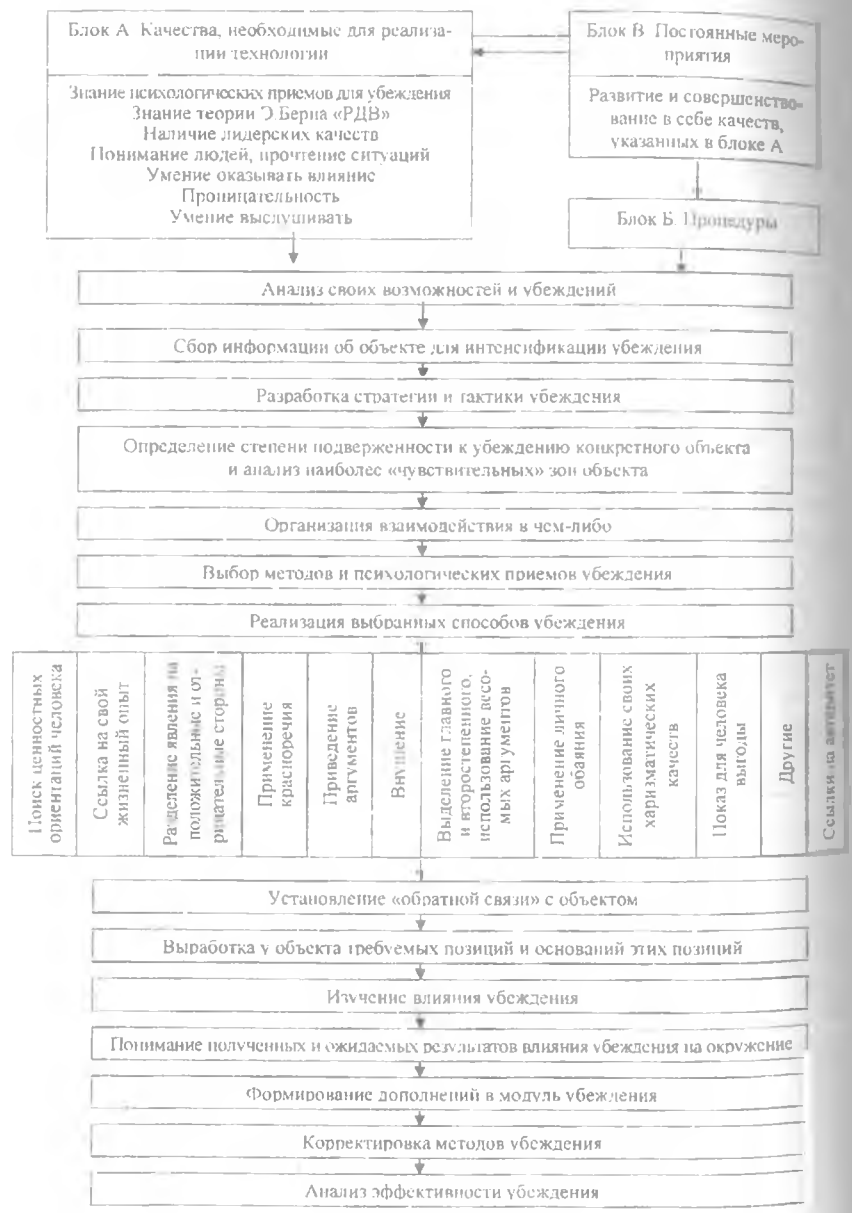 Блок А. Качества, необходимые для реализа-
ции технологии
Знание психологических приемов для убеждения
Знание теории Э.Берна «РДВ»
Наличие лидерских качеств
Понимание людей, прочтение ситуаций
Умение оказывать влияние
Проницательность
Умение выслушивать
Блок В. Постоянные меро-
приятия
Развитие и совершенство-
вание в себе качеств,
указанных в блоке А
Блок Б. Процедуры
Анализ своих возможностей и убеждений
Сбор информации об объекте для интенсификации убеждения
Разработка стратегии и тактики убеждения
Определение степени подверженности к убеждению конкретного объекта
и анализ наиболее «чувствительных» зон объекта
Организация взаимодействия в чем-либо
Выбор методов и психологических приемов убеждения
Реализация выбранных способов убеждения
Поиск ценностных
ориентаций человека
Ссылка на свой
жизненный опыт
Разделение явления на
положительные и от-
рицательные стороны
Применение
красноречия
Приведение
аргументов
Внушение
Выделение главного
и второстепенного,
использование весо-
мых аргументов
Применение личного
обаяния
Использование своих
харизматических
качеств
Показ для человека
выгоды
Другие
Ссылки на авторитет
Установление «обратной связи» с объектом
Выработка у объекта требуемых позиций и оснований этих позиций
Изучение влияния убеждения
Понимание полученных и ожидаемых результатов влияния убеждения на окружение
Формирование дополнений в модуль убеждения
Корректировка методов убеждения
Анализ эффективности убеждения